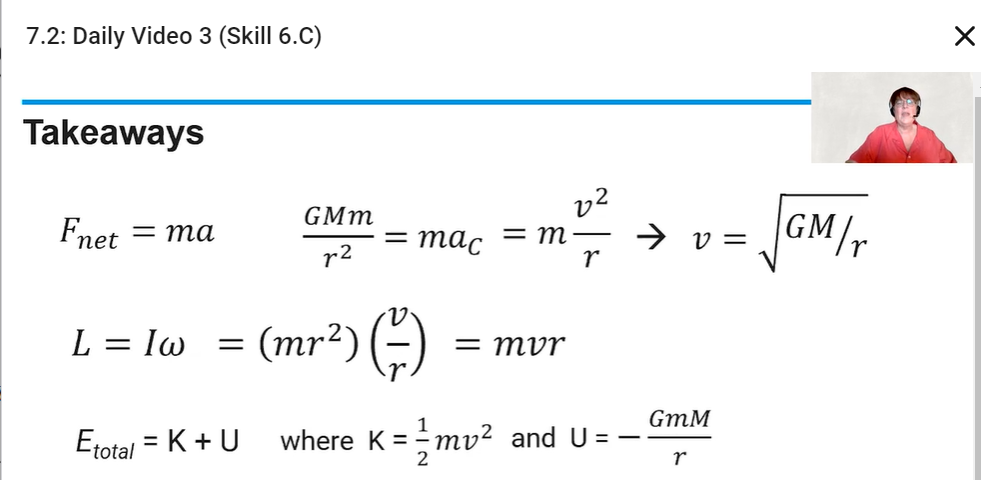 7.2: Daily Video 3 (Skill 6.C)
Takeaways
F_net = ma    GMm/r² = ma_C = m v²/r → v = √(GM/r)
L = Iω = (mr²)(v/r) = mvr
E_total = K + U    where K = ½mv² and U = − GmM/r